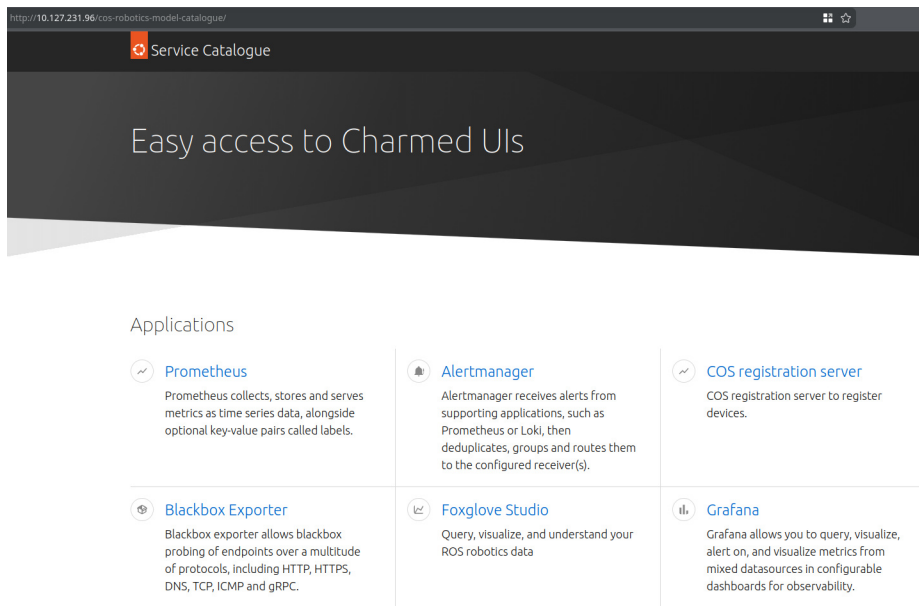 http://10.127.231.96/cos-robotics-model-catalogue/
Service Catalogue
Easy access to Charmed UIs
Applications
Prometheus
Prometheus collects, stores and serves
metrics as time series data, alongside
optional key-value pairs called labels.
Alertmanager
Alertmanager receives alerts from
supporting applications, such as
Prometheus or Loki, then
deduplicates, groups and routes them
to the configured receiver(s).
COS registration server
COS registration server to register
devices.
Blackbox Exporter
Blackbox exporter allows blackbox
probing of endpoints over a multitude
of protocols, including HTTP, HTTPS,
DNS, TCP, ICMP and gRPC.
Foxglove Studio
Query, visualize, and understand your
ROS robotics data
Grafana
Grafana allows you to query, visualize,
alert on, and visualize metrics from
mixed datasources in configurable
dashboards for observability.